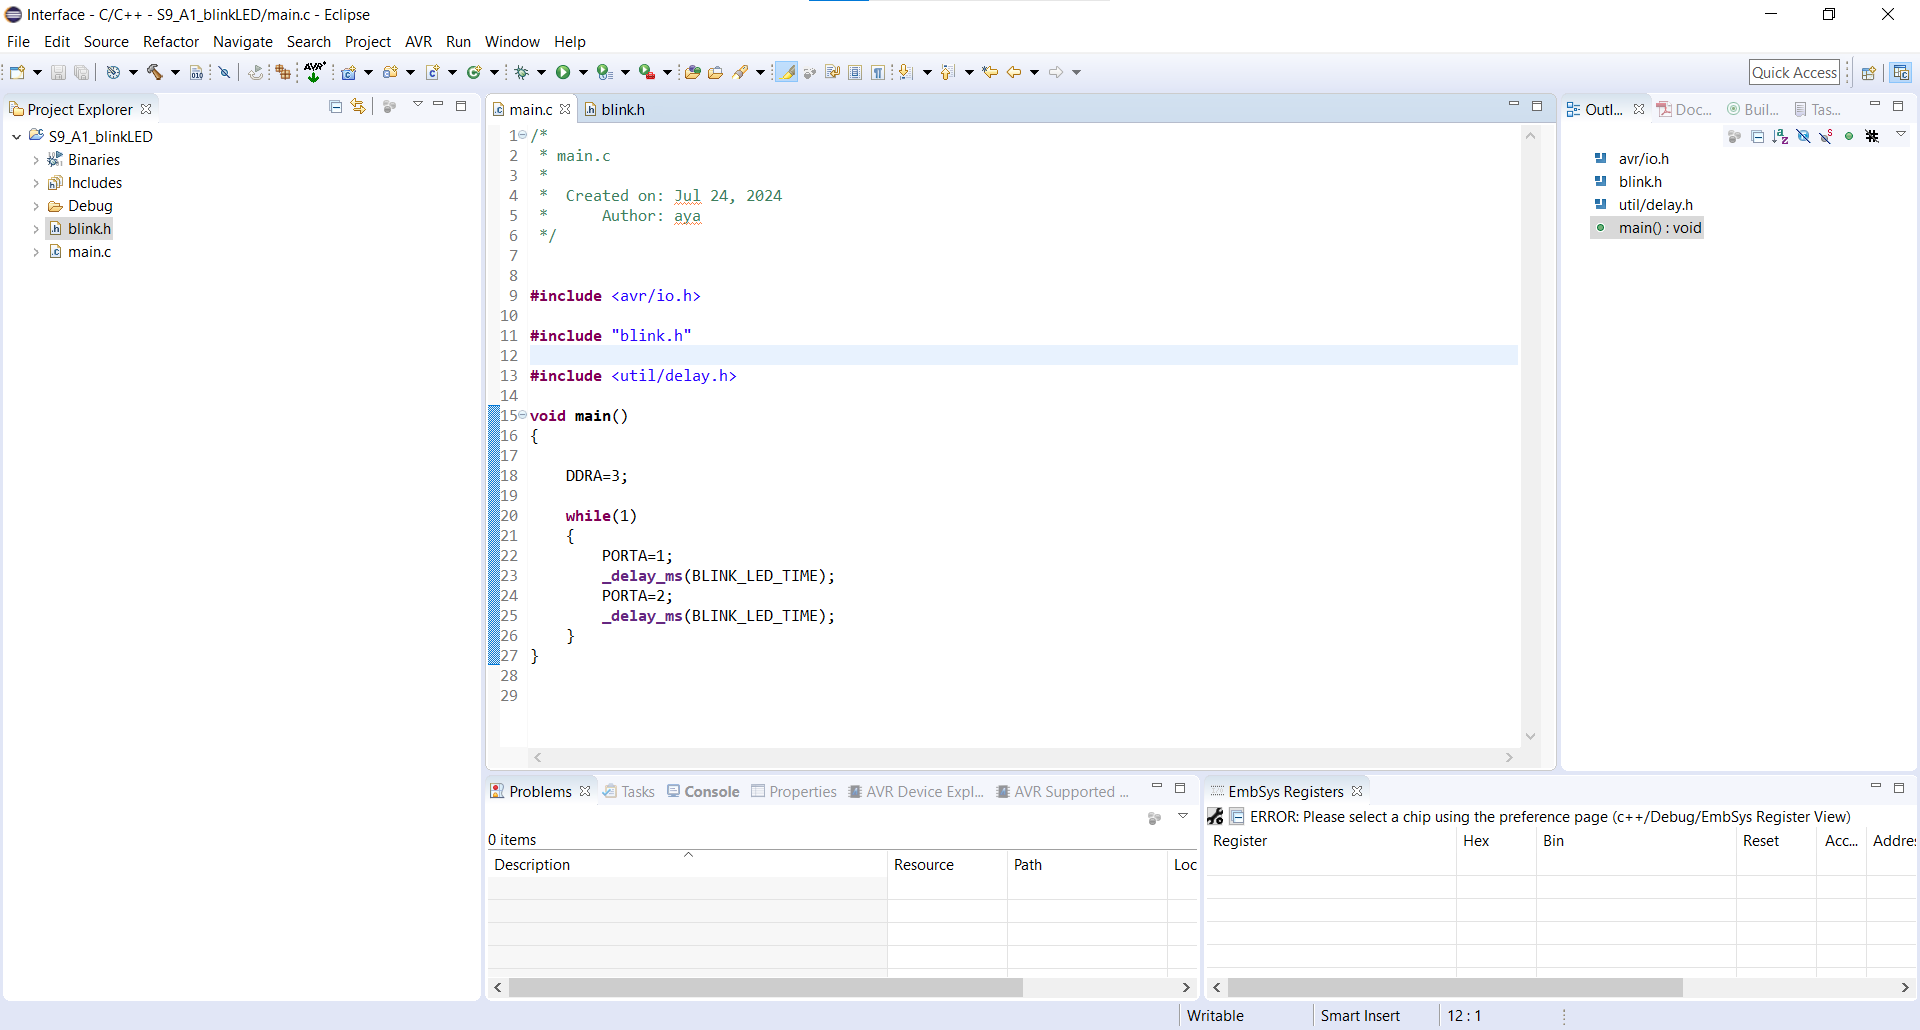 Interface - C/C++ - S9_A1_blinkLED/main.c - Eclipse
File Edit Source Refactor Navigate Search Project AVR Run Window Help
Quick Access
Project Explorer
S9_A1_blinkLED
Binaries
Includes
Debug
blink.h
main.c
main.c blink.h
1 /*
2  * main.c
3  *
4  *  Created on: Jul 24, 2024
5  *      Author: aya
6  */
7
8
9 #include <avr/io.h>
10
11 #include "blink.h"
12
13 #include <util/delay.h>
14
15 void main()
16 {
17
18     DDRA=3;
19
20     while(1)
21     {
22         PORTA=1;
23         _delay_ms(BLINK_LED_TIME);
24         PORTA=2;
25         _delay_ms(BLINK_LED_TIME);
26     }
27 }
28
29
Outl... Doc... Buil... Tas...
avr/io.h
blink.h
util/delay.h
main() : void
Problems Tasks Console Properties AVR Device Expl... AVR Supported ...
0 items
Description Resource Path Loc
EmbSys Registers
ERROR: Please select a chip using the preference page (c++/Debug/EmbSys Register View)
Register Hex Bin Reset Acc... Addres
Writable Smart Insert 12 : 1